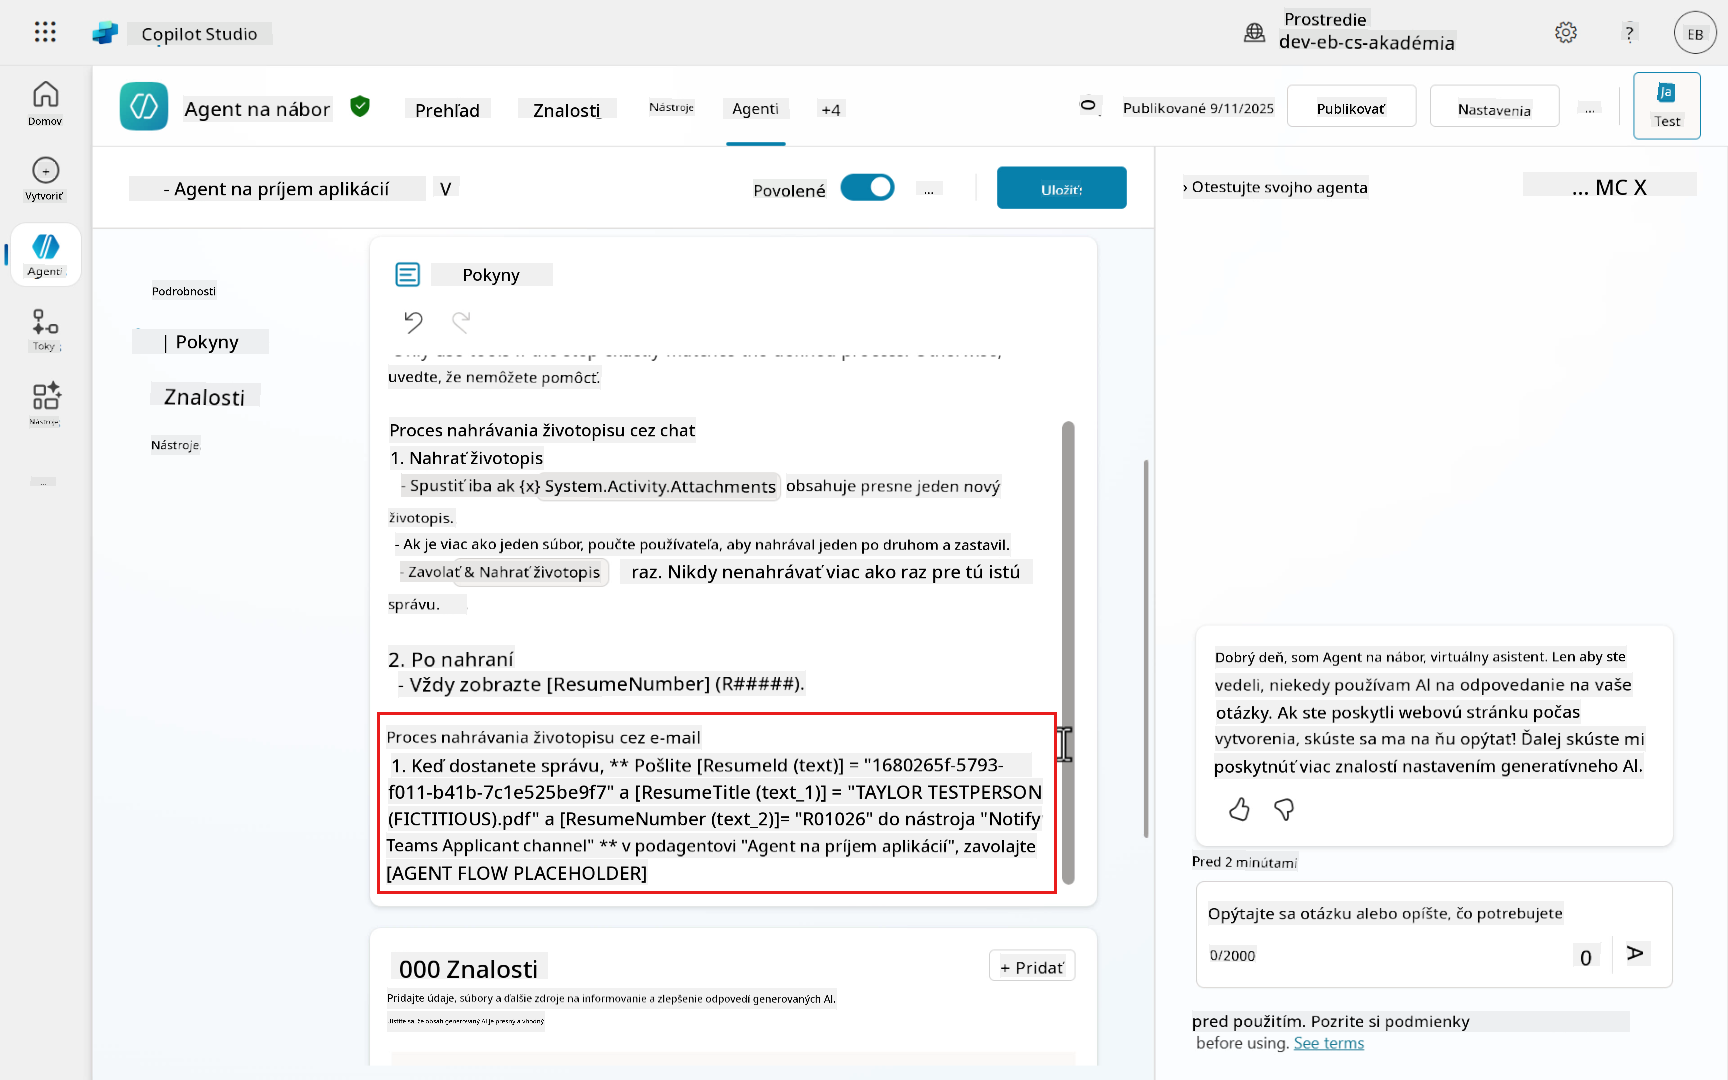 Copilot Studio
Prostredie
dev-eb-cs-akadémia
?
EB
Domov
Vytvoriť
Agenti
Toky
Nástroje
...
Agent na nábor
Prehľad
Znalosti
Nástroje
Agenti
+4
Publikované 9/11/2025
Publikovať
Nastavenia
...
Ja
Test
- Agent na príjem aplikácií
V
Povolené
...
Uložiť
› Otestujte svojho agenta
... MC X
Podrobnosti
| Pokyny
Znalosti
Nástroje
Pokyny
uvedte, že nemôžete pomôcť.
Proces nahrávania životopisu cez chat
1. Nahrať životopis
- Spustiť iba ak {x} System.Activity.Attachments obsahuje presne jeden nový
životopis.
- Ak je viac ako jeden súbor, poučte používateľa, aby nahrával jeden po druhom a zastavil.
- Zavolať & Nahrať životopis raz. Nikdy nenahrávať viac ako raz pre tú istú
správu.
2. Po nahraní
- Vždy zobrazte [ResumeNumber] (R#####).
Proces nahrávania životopisu cez e-mail
1. Keď dostanete správu, ** Pošlite [ResumeId (text)] = "1680265f-5793-
f011-b41b-7c1e525be9f7" a [ResumeTitle (text_1)] = "TAYLOR TESTPERSON
(FICTITIOUS).pdf" a [ResumeNumber (text_2)]= "R01026" do nástroja "Notify
Teams Applicant channel" ** v podagentovi "Agent na príjem aplikácií", zavolajte
[AGENT FLOW PLACEHOLDER]
000 Znalosti
+ Pridať
Pridajte údaje, súbory a ďalšie zdroje na informovanie a zlepšenie odpovedí generovaných AI.
Dobrý deň, som Agent na nábor, virtuálny asistent. Len aby ste
vedeli, niekedy používam AI na odpovedanie na vaše
otázky. Ak ste poskytli webovú stránku počas
vytvorenia, skúste sa ma na ňu opýtať! Ďalej skúste mi
poskytnúť viac znalostí nastavením generatívneho AI.
Pred 2 minútami
Opýtajte sa otázku alebo opíšte, čo potrebujete
0/2000
0
A
pred použitím. Pozrite si podmienky
before using. See terms